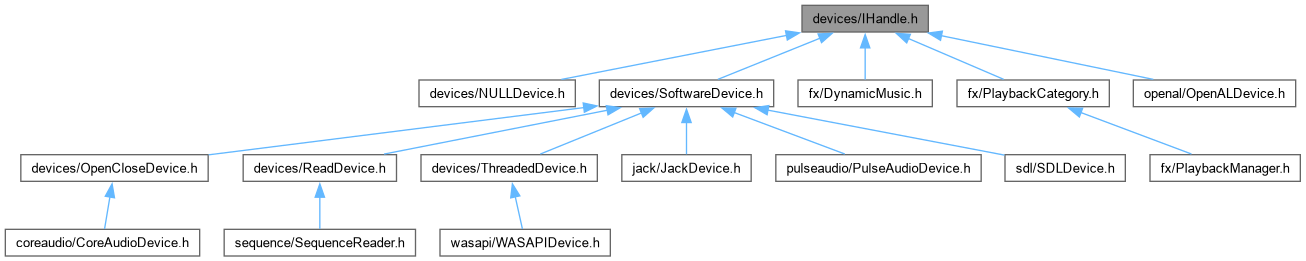 devices/IHandle.h
devices/NULLDevice.h
devices/SoftwareDevice.h
fx/DynamicMusic.h
fx/PlaybackCategory.h
openal/OpenALDevice.h
devices/OpenCloseDevice.h
devices/ReadDevice.h
devices/ThreadedDevice.h
jack/JackDevice.h
pulseaudio/PulseAudioDevice.h
sdl/SDLDevice.h
fx/PlaybackManager.h
coreaudio/CoreAudioDevice.h
sequence/SequenceReader.h
wasapi/WASAPIDevice.h